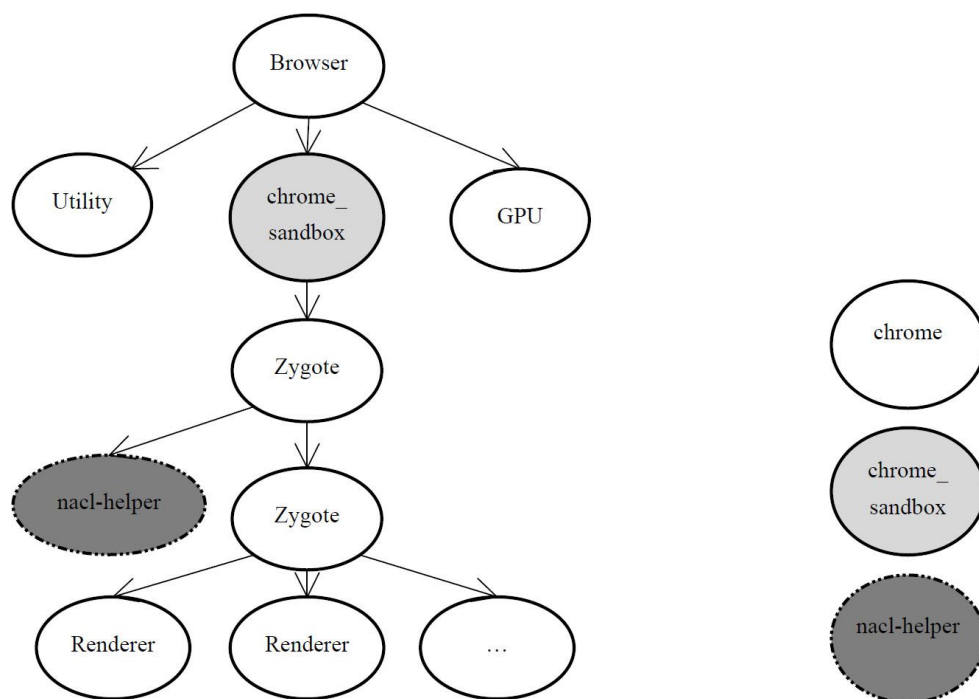 Browser
Utility
chrome_
sandbox
GPU
Zygote
nacl-helper
Zygote
Renderer
Renderer
…
chrome
chrome_
sandbox
nacl-helper